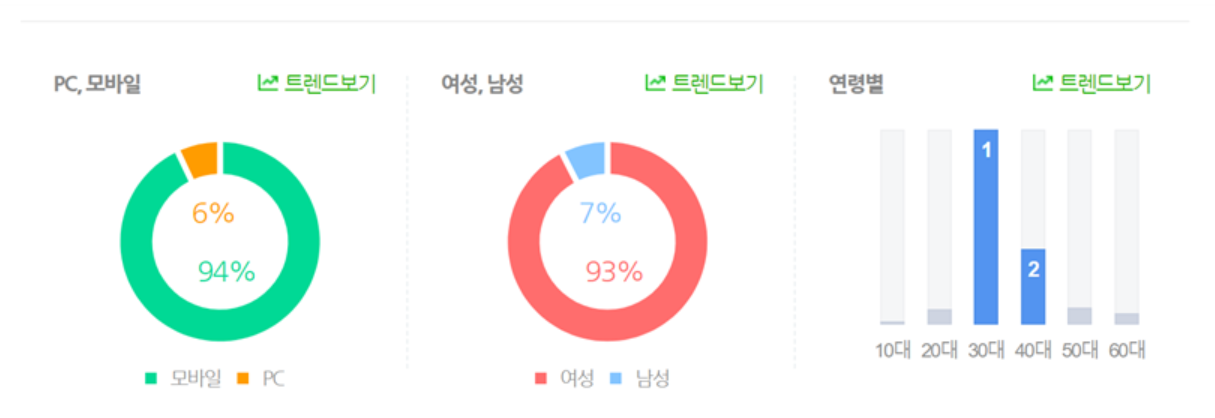 PC, 모바일
트렌드보기
6%
94%
모바일
PC
여성, 남성
트렌드보기
7%
93%
여성
남성
연령별
트렌드보기
1
2
10대 20대 30대 40대 50대 60대